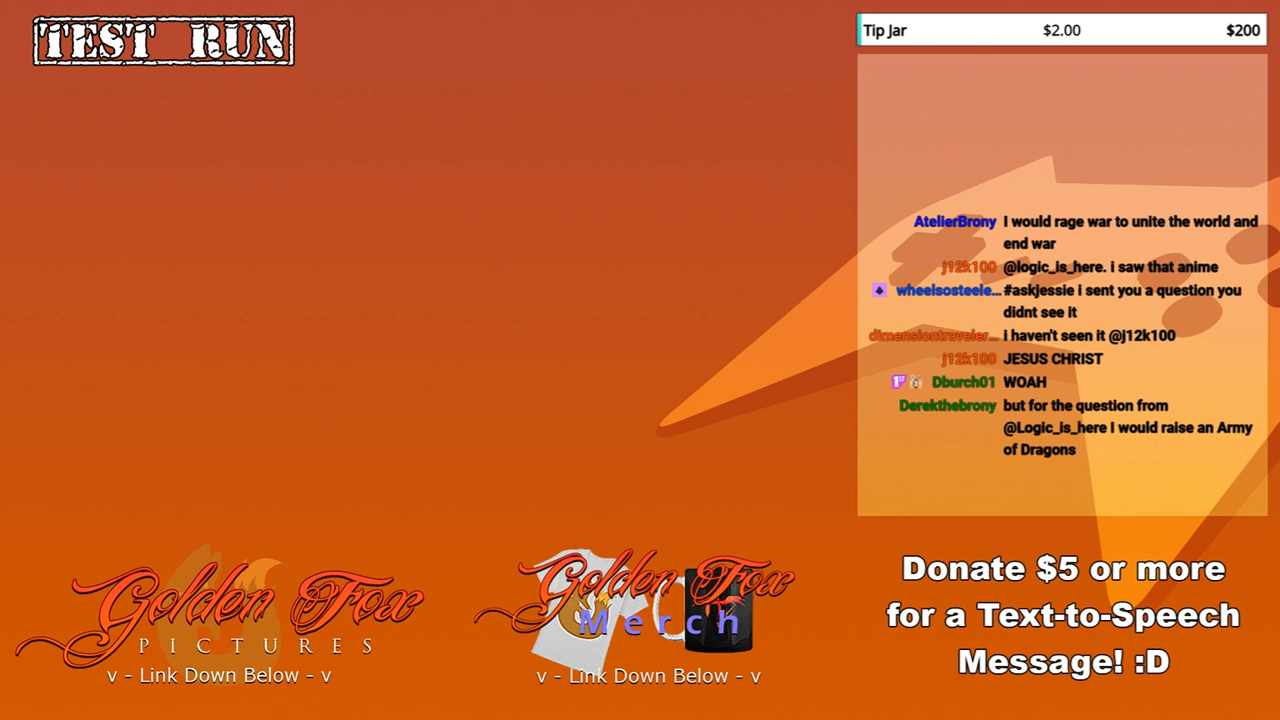 TEST RUN
Tip Jar $2.00 $200
AtelierBrony I would rage war to unite the world and
end war
j12k100 @logic_is_here. i saw that anime
wheelsosteele... #askjessie i sent you a question you
didnt see it
dimensiontraveler... i haven't seen it @j12k100
j12k100 JESUS CHRIST
Dburch01 WOAH
Derekthebrony but for the question from
@Logic_is_here I would raise an Army
of Dragons
Golden Fox
PICTURES
v - Link Down Below - v
Golden Fox
Merch
v - Link Down Below - v
Donate $5 or more
for a Text-to-Speech
Message! :D